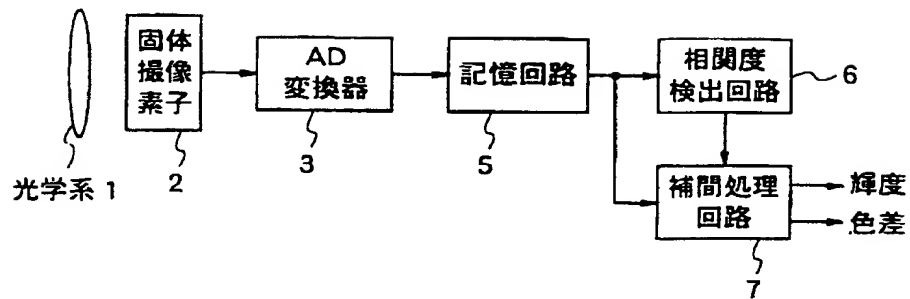 光学系 1
固体
撮像
素子
2
AD
変換器
3
記憶回路
5
相関度
検出回路
6
補間処理
回路
7
輝度
色差